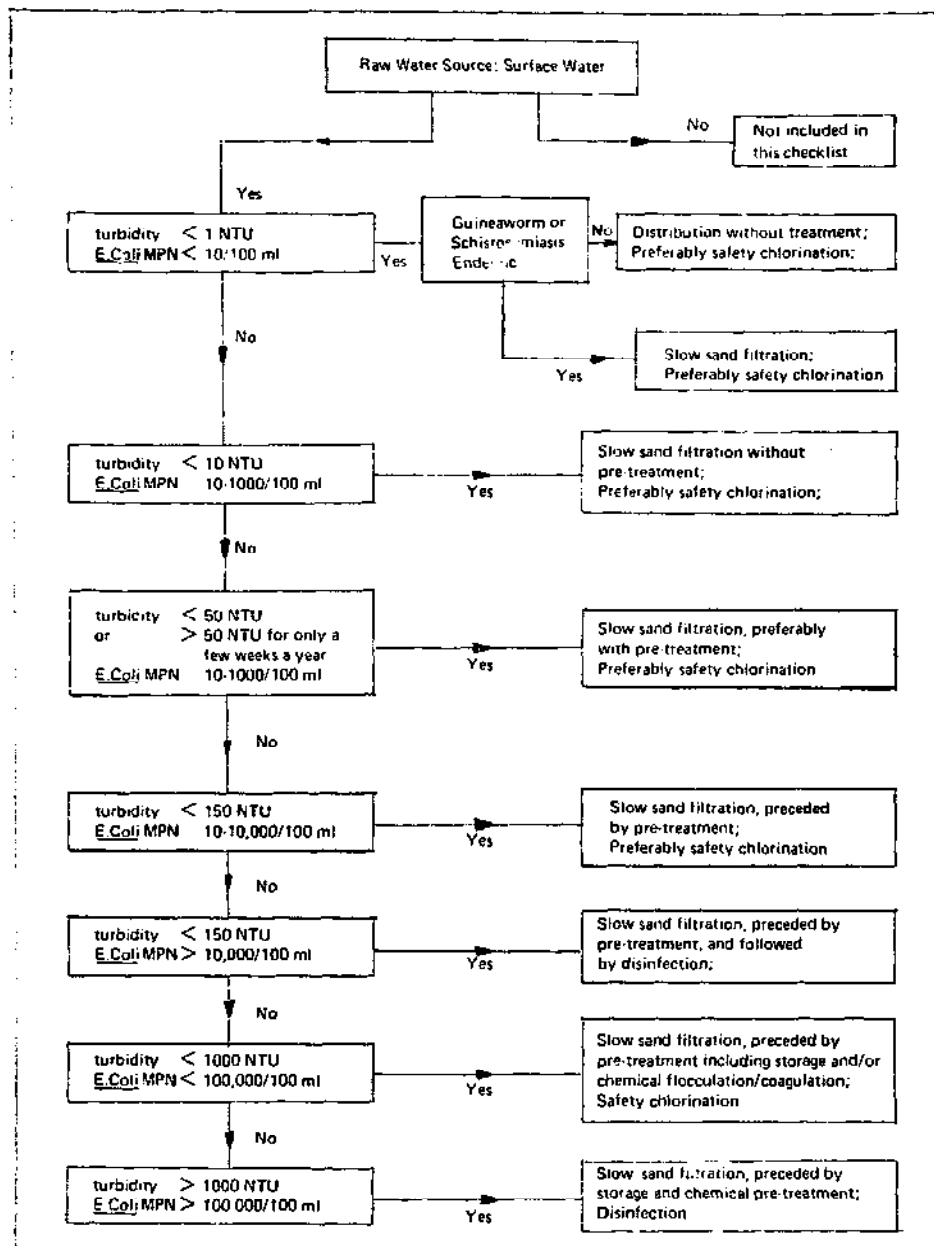 Raw Water Source: Surface Water
No
Not included in
this checklist
Yes
turbidity < 1 NTU
E.Coli MPN < 10/100 ml
Yes
Guineaworm or
No
Distribution without treatment;
Preferably safety chlorination;
No
Yes
Slow sand filtration;
Preferably safety chlorination
turbidity < 10 NTU
E.Coli MPN 10-1000/100 ml
Yes
Slow sand filtration without
pre-treatment;
Preferably safety chlorination;
No
turbicity < 50 NTU
or > 50 NTU for only a
few weeks a year
E.Coli MPN 10-1000/100 ml
Yes
Slow sand filtration, preferably
with pre-treatment;
Preferably safety chlorination
No
turbidity < 150 NTU
E.Coli MPN 10-10,000/100 ml
Yes
Slow sand filtration, preceded
by pre-treatment;
Preferably safety chlorination
No
turbidity < 150 NTU
E.Coli MPN > 10,000/100 ml
Yes
Slow sand filtration, preceded by
pre-treatment, and followed
by disinfection;
No
turbidity < 1000 NTU
E.Coli MPN < 100,000/100 ml
Yes
Slow sand filtration, preceded by
pre-treatment including storage and/or
chemical flocculation/coagulation;
Safety chlorination
No
turbidity > 1000 NTU
E.Coli MPN > 100 000/100 ml
Yes
Slow sand filtration, preceded by
storage and chemical pre-treatment;
Disinfection